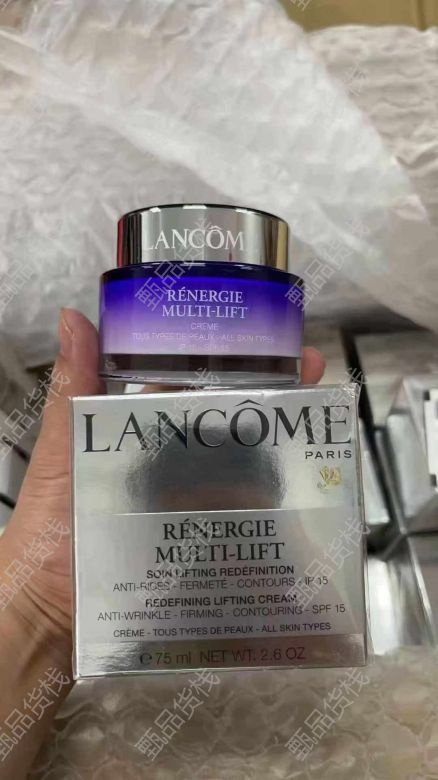 LANCÔM
RÉNERGIE
MULTI-LIFT
CRÈME
TOUS TYPES DE PEAUX - ALL SKIN TYPES
LANCÔME
PARIS
RÉNERGIE
MULTI-LIFT
SOIN LIFTING REDÉFINITION
ANTI-RIDES - FERMETÉ - CONTOURS - IP 15
REDEFINING LIFTING CREAM
ANTI-WRINKLE - FIRMING - CONTOURING - SPF 15
CRÈME - TOUS TYPES DE PEAUX - ALL SKIN TYPES
℮ 75 ml NET WT. 2.6 OZ
甄品货栈